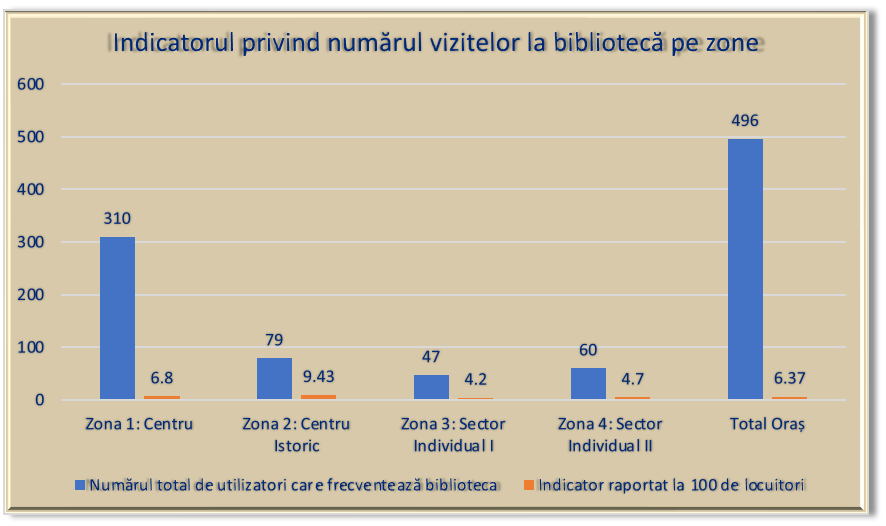 Indicatorul privind numărul vizitelor la bibliotecă pe zone
600
500
400
300
200
100
0
310
6.8
79
9.43
47
4.2
60
4.7
496
6.37
Zona 1: Centru
Zona 2: Centru
Istoric
Zona 3: Sector
Individual I
Zona 4: Sector
Individual II
Total Oraș
Numărul total de utilizatori care frecventează biblioteca
Indicator raportat la 100 de locuitori